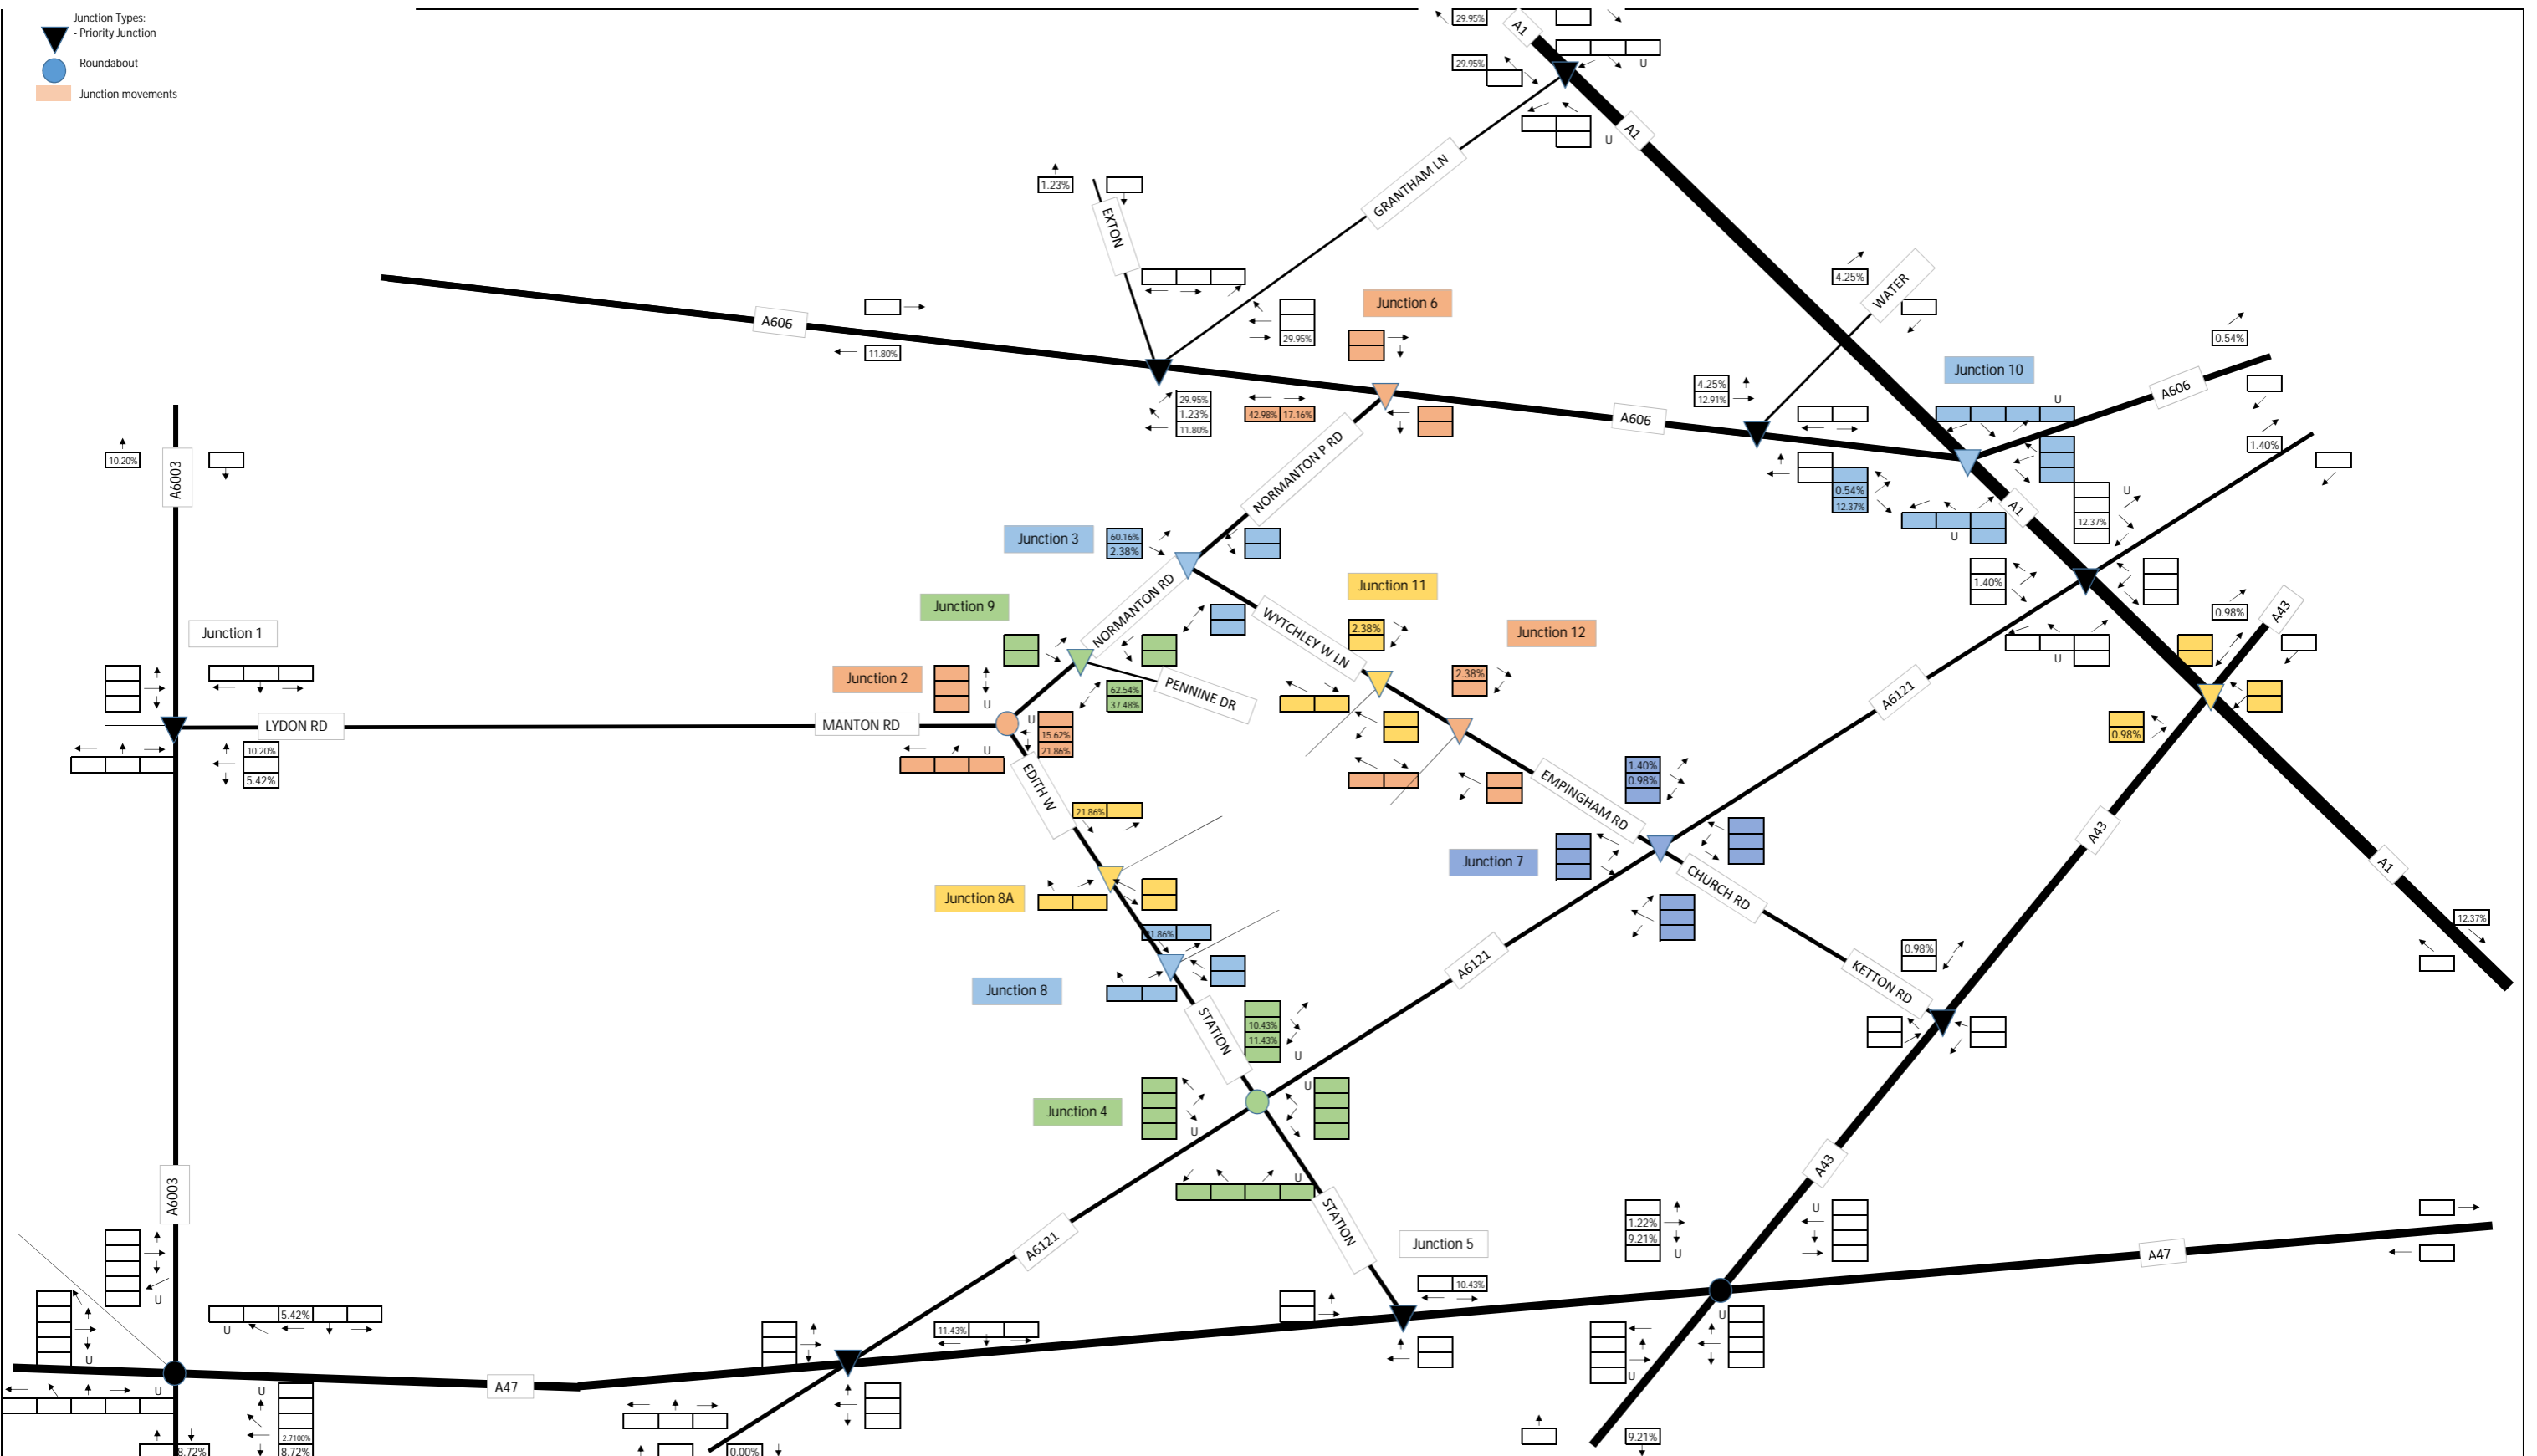 Junction Types:
- Priority Junction
- Roundabout
- Junction movements
29.95%
A1
U
29.95%
A1
U
GRANTHAM LN
1.23%
EXTON
4.25%
WATER
A606
11.80%
29.95%
Junction 6
0.54%
Junction 10
A606
29.95%
1.23%
11.80%
42.98% 17.16%
A606
4.25%
12.91%
U
1.40%
10.20%
A6003
NORMANTON P RD
0.54%
12.37%
U
A1
12.37%
U
Junction 3
60.16%
2.38%
Junction 9
NORMANTON RD
WYTCHLEY W LN
Junction 11
1.40%
0.98%
A43
Junction 1
2.38%
Junction 12
U
Junction 2
U
62.54%
37.48%
PENNINE DR
2.38%
A6121
0.98%
LYDON RD
MANTON RD
U
15.62%
21.86%
U
10.20%
5.42%
EDITH W
21.86%
EMPINGHAM RD
1.40%
0.98%
A43
A1
Junction 7
CHURCH RD
Junction 8A
21.86%
12.37%
Junction 8
A6121
0.98%
KETTON RD
STATION
10.43%
11.43%
U
Junction 4
U
U
U
A6003
A43
STATION
1.22%
9.21%
U
U
A6121
Junction 5
A47
10.43%
U
5.42%
U
11.43%
U
U
U
A47
U
U
2.7100%
8.72%
8.72%
0.00%
9.21%